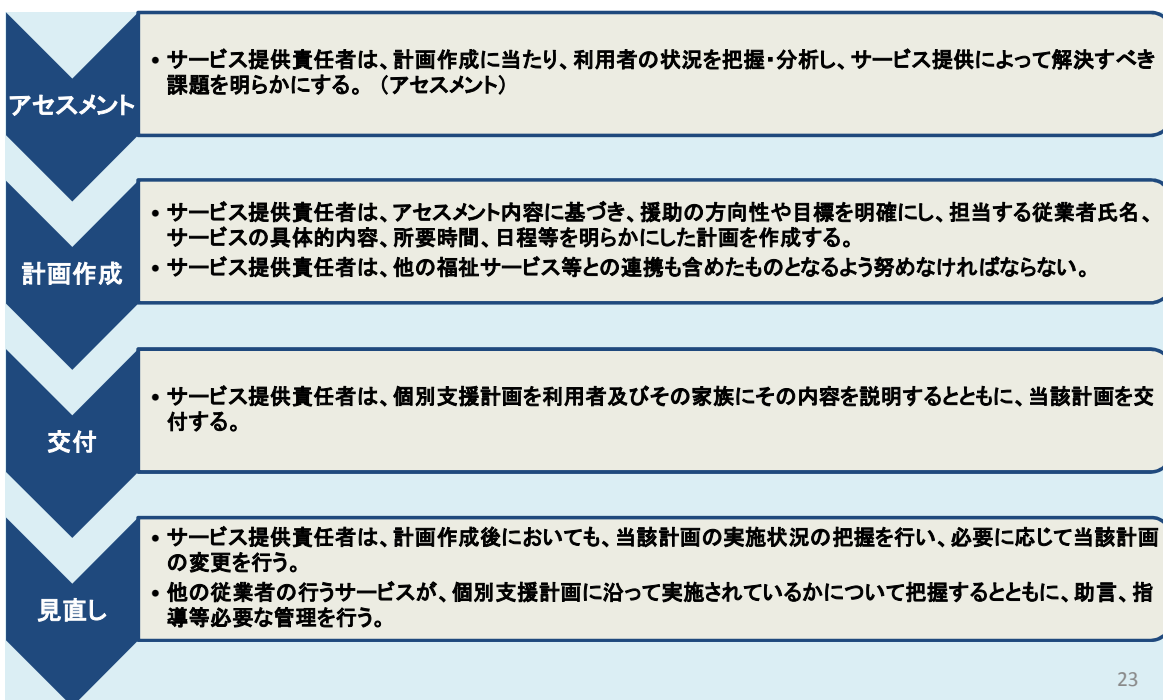 アセスメント
• サービス提供責任者は、計画作成に当たり、利用者の状況を把握・分析し、サービス提供によって解決すべき
課題を明らかにする。（アセスメント）
計画作成
• サービス提供責任者は、アセスメント内容に基づき、援助の方向性や目標を明確にし、担当する従業者氏名、
サービスの具体的内容、所要時間、日程等を明らかにした計画を作成する。
• サービス提供責任者は、他の福祉サービス等との連携も含めたものとなるよう努めなければならない。
交付
• サービス提供責任者は、個別支援計画を利用者及びその家族にその内容を説明するとともに、当該計画を交
付する。
見直し
• サービス提供責任者は、計画作成後においても、当該計画の実施状況の把握を行い、必要に応じて当該計画
の変更を行う。
• 他の従業者の行うサービスが、個別支援計画に沿って実施されているかについて把握するとともに、助言、指
導等必要な管理を行う。
23